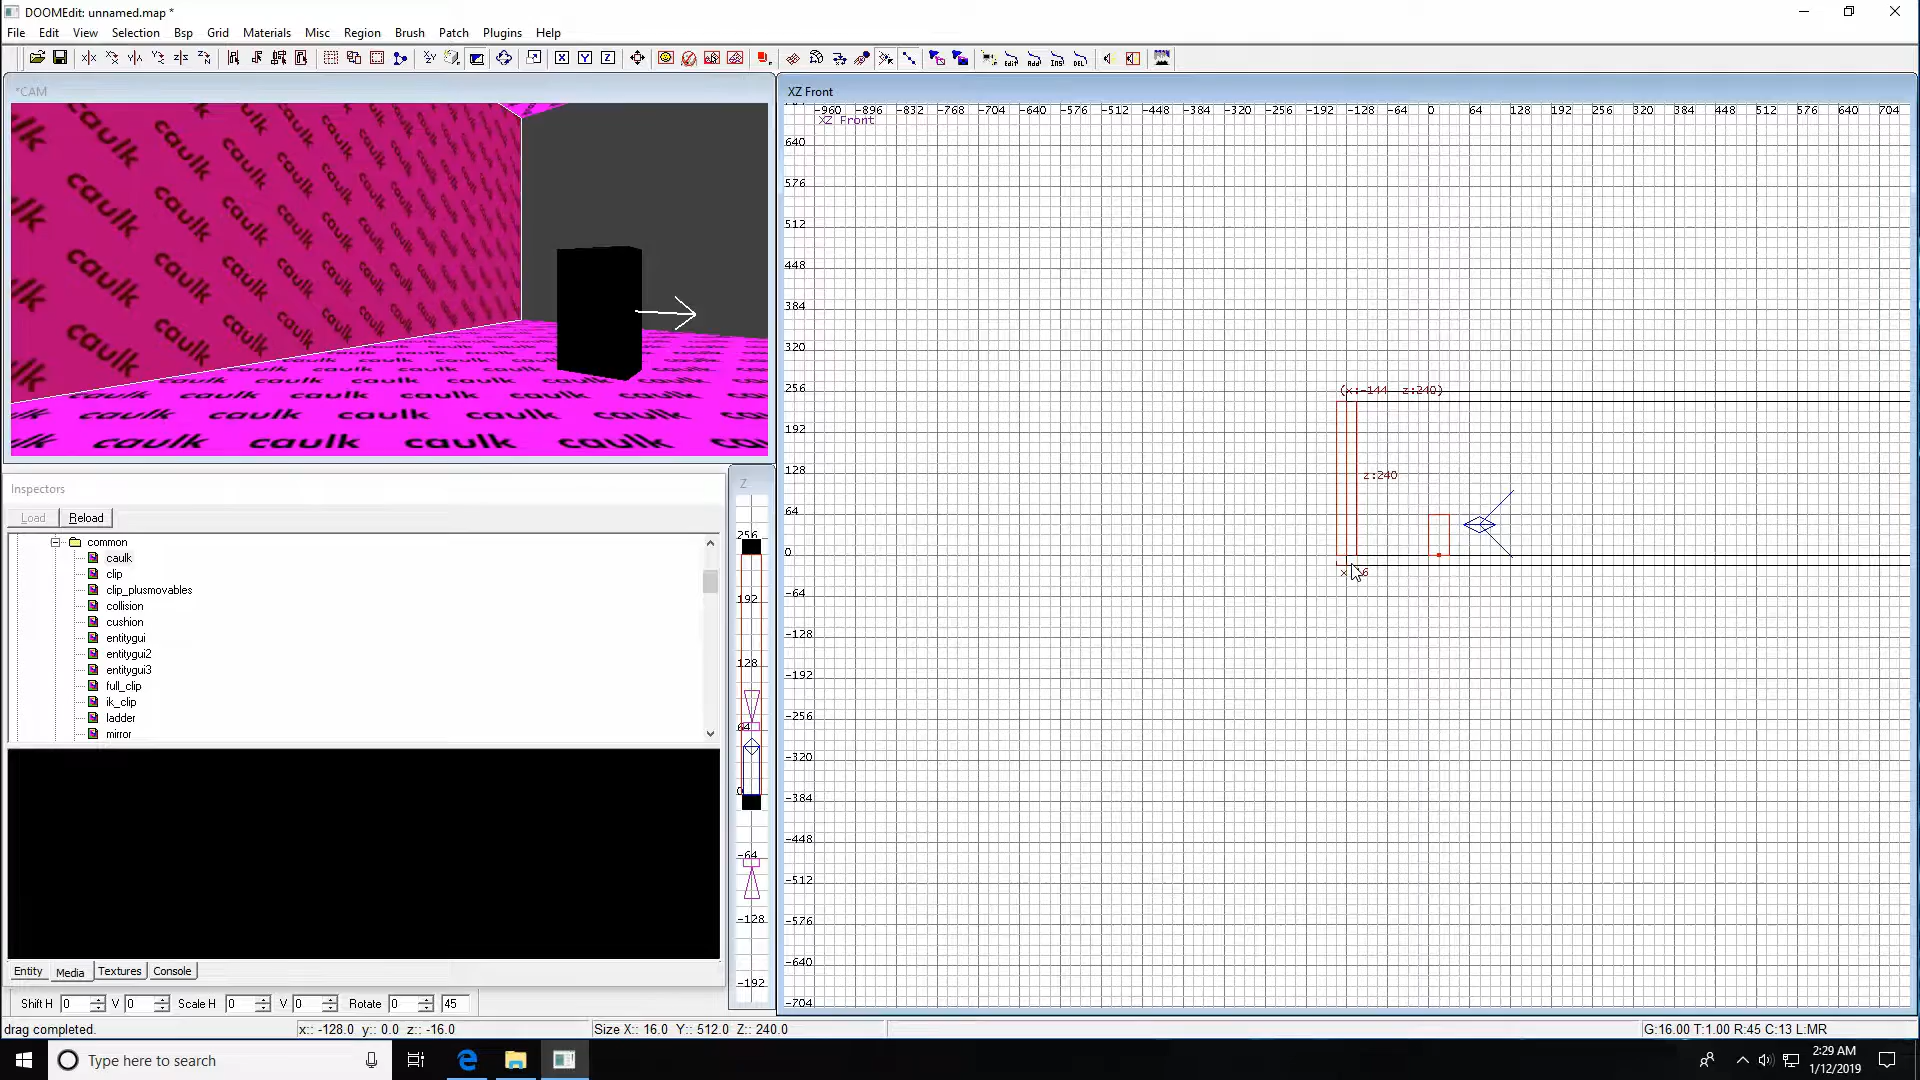 DOOMEdit: unnamed.map *
File Edit View Selection Bsp Grid Materials Misc Region Brush Patch Plugins Help
*CAM
XZ Front
-960 -896 -832 -768 -704 -640 -576 -512 -448 -384 -320 -256 -192 -128 -64 0 64 128 192 256 320 384 448 512 576 640 704
XZ Front
640
576
512
448
384
320
256
192
128
64
0
-64
-128
-192
-256
-320
-384
-448
-512
-576
-640
-704
(x:-144 z:240)
z:240
caulk caulk caulk caulk
Inspectors
Load Reload
common
caulk
clip
clip_plusmovables
collision
cushion
entitygui
entitygui2
entitygui3
full_clip
ik_clip
ladder
mirror
Z
256
192
128
64
0
-64
-128
-192
Entity Media Textures Console
Shift H 0 V 0 Scale H 0 V 0 Rotate 0 45
drag completed. x:: -128.0 y:: 0.0 z:: -16.0 Size X:: 16.0 Y:: 512.0 Z:: 240.0 G:16.00 T:1.00 R:45 C:13 L:MR
Type here to search
2:29 AM
1/12/2019